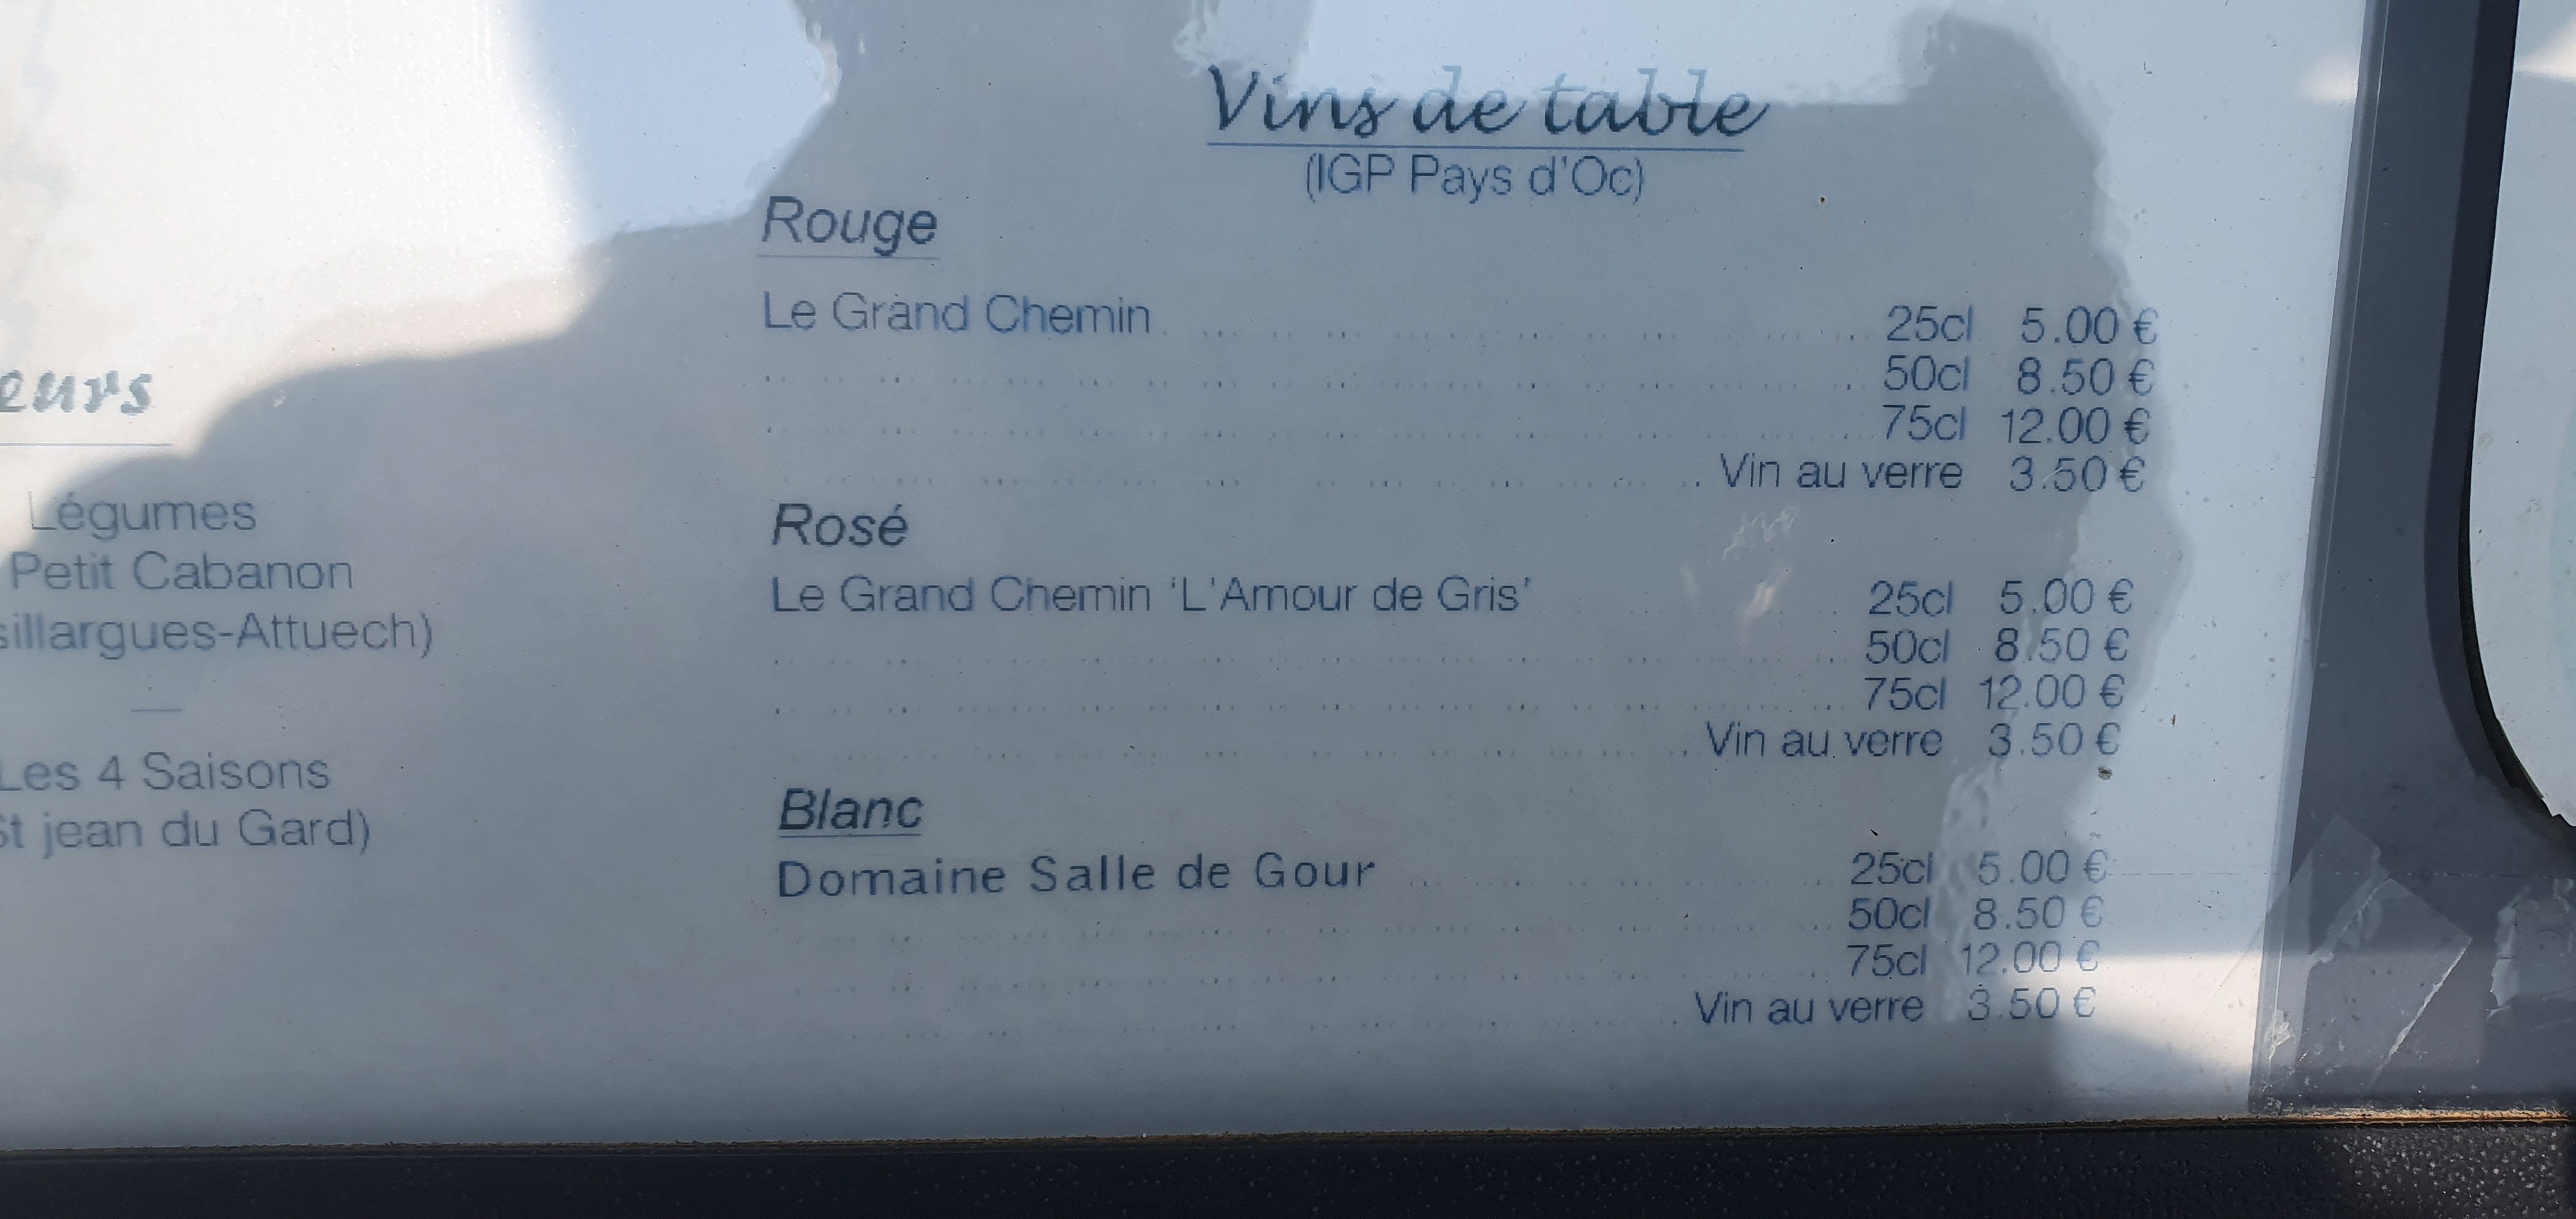 eurs
Légumes
Petit Cabanon
sillargues-Attuech)
—
Les 4 Saisons
St jean du Gard)
Vins de table
(IGP Pays d'Oc)
Rouge
Le Grand Chemin 25cl 5.00 €
50cl 8.50 €
75cl 12.00 €
Vin au verre 3.50 €
Rosé
Le Grand Chemin 'L'Amour de Gris' 25cl 5.00 €
50cl 8.50 €
75cl 12.00 €
Vin au verre 3.50 €
Blanc
Domaine Salle de Gour 25cl 5.00 €
50cl 8.50 €
75cl 12.00 €
Vin au verre 3.50 €